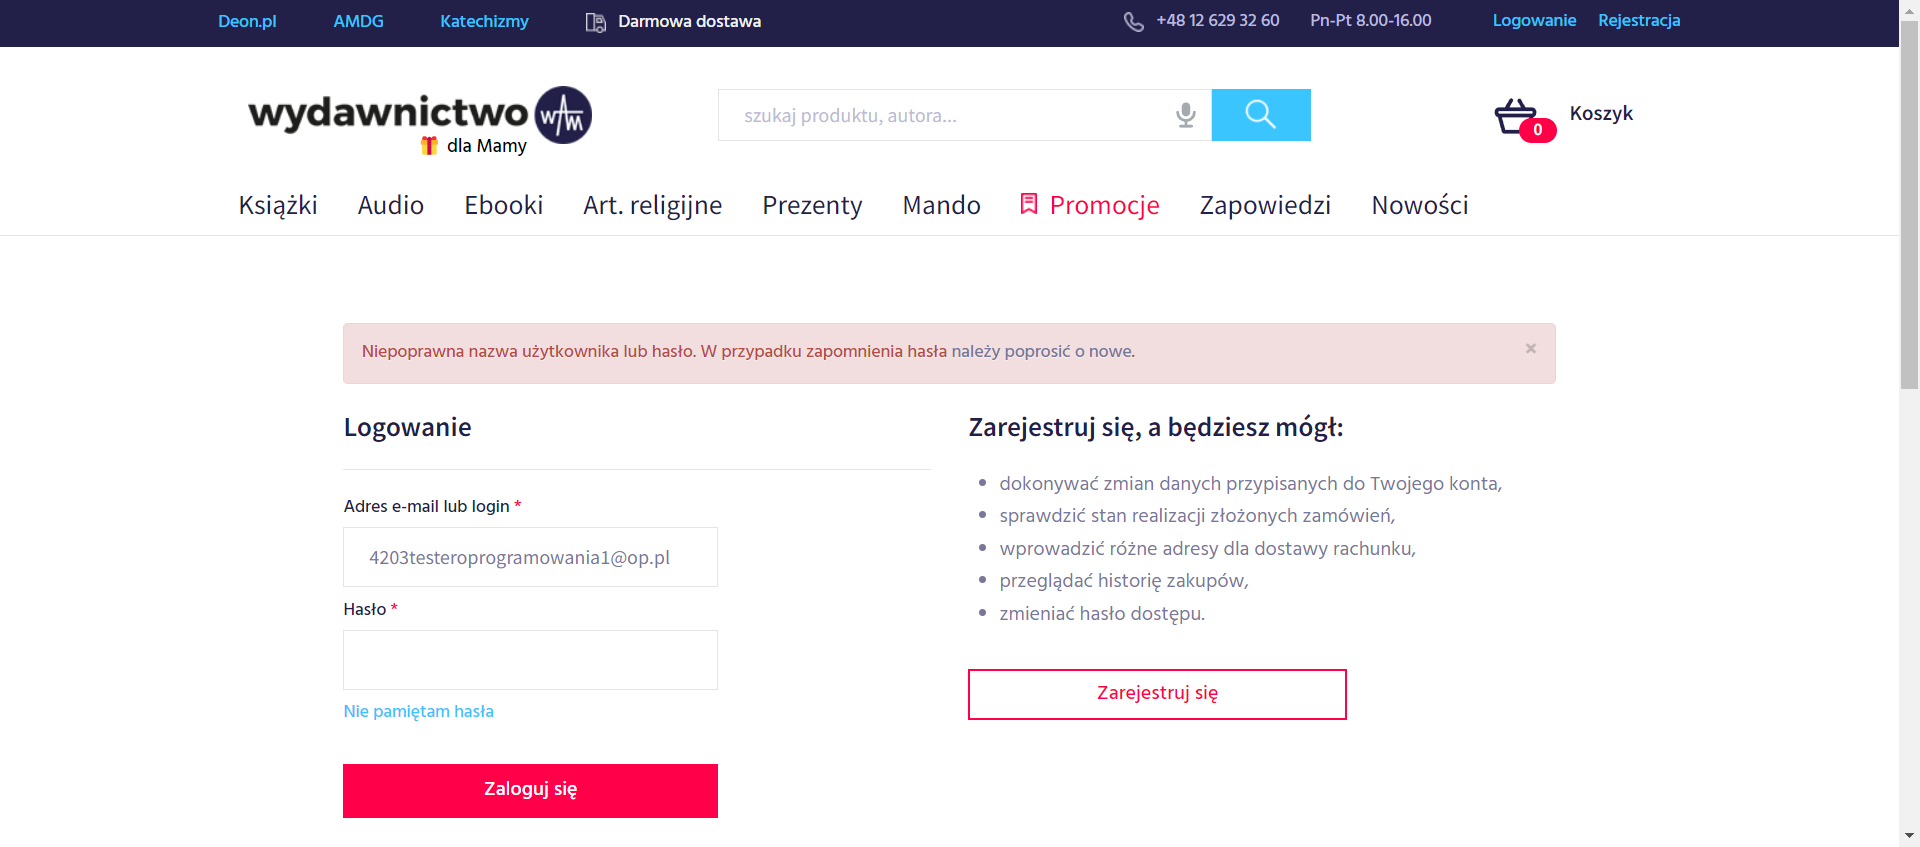 Deon.pl AMDG Katechizmy Darmowa dostawa +48 12 629 32 60 Pn-Pt 8.00-16.00 Logowanie Rejestracja
wydawnictwo WAM
dla Mamy
szukaj produktu, autora...
0 Koszyk
Książki Audio Ebooki Art. religijne Prezenty Mando Promocje Zapowiedzi Nowości
Niepoprawna nazwa użytkownika lub hasło. W przypadku zapomnienia hasła należy poprosić o nowe. ×
Logowanie
Adres e-mail lub login *
4203testeroprogramowania1@op.pl
Hasło *
Nie pamiętam hasła
Zaloguj się
Zarejestruj się, a będziesz mógł:
• dokonywać zmian danych przypisanych do Twojego konta,
• sprawdzić stan realizacji złożonych zamówień,
• wprowadzić różne adresy dla dostawy rachunku,
• przeglądać historię zakupów,
• zmieniać hasło dostępu.
Zarejestruj się